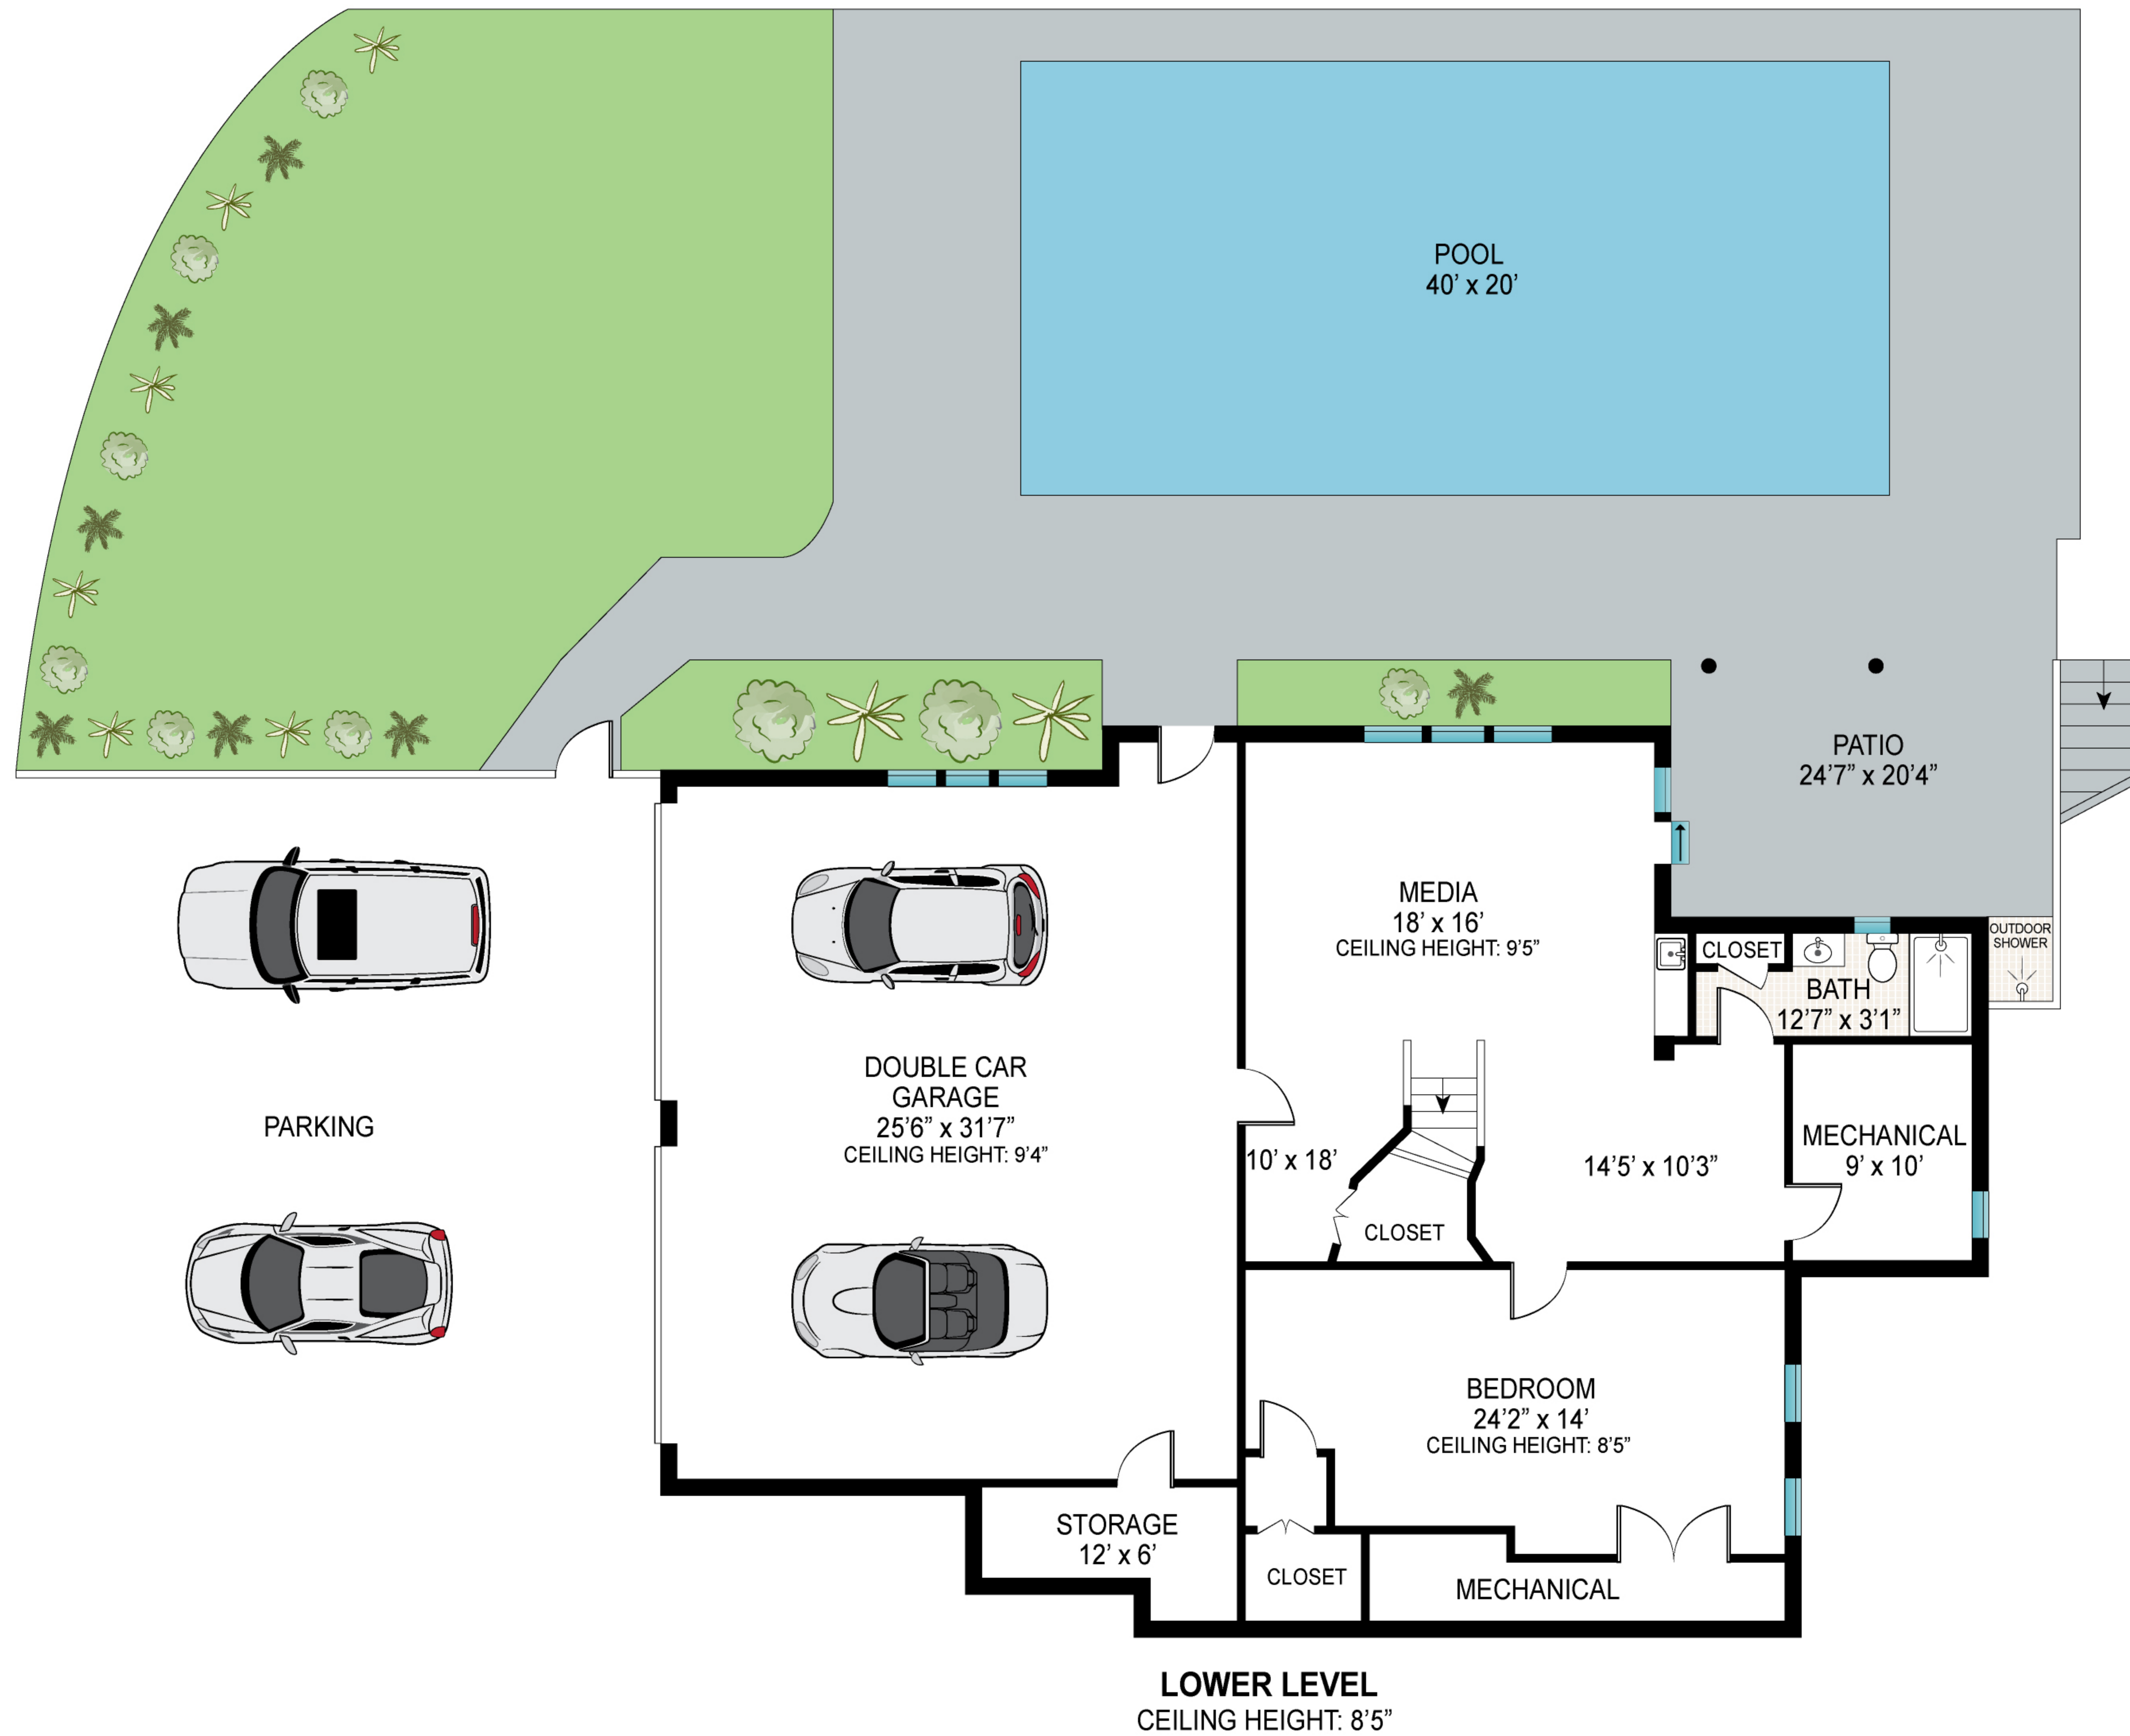 POOL
40’ x 20’
PATIO
24’7” x 20’4”
MEDIA
18’ x 16’
CEILING HEIGHT: 9’5”
OUTDOOR
SHOWER
CLOSET
BATH
12’7” x 3’1”
DOUBLE CAR
GARAGE
25’6” x 31’7”
CEILING HEIGHT: 9’4”
PARKING
10’ x 18’
14’5’ x 10’3”
MECHANICAL
9’ x 10’
CLOSET
BEDROOM
24’2” x 14’
CEILING HEIGHT: 8’5”
STORAGE
12’ x 6’
CLOSET
MECHANICAL
LOWER LEVEL
CEILING HEIGHT: 8’5”